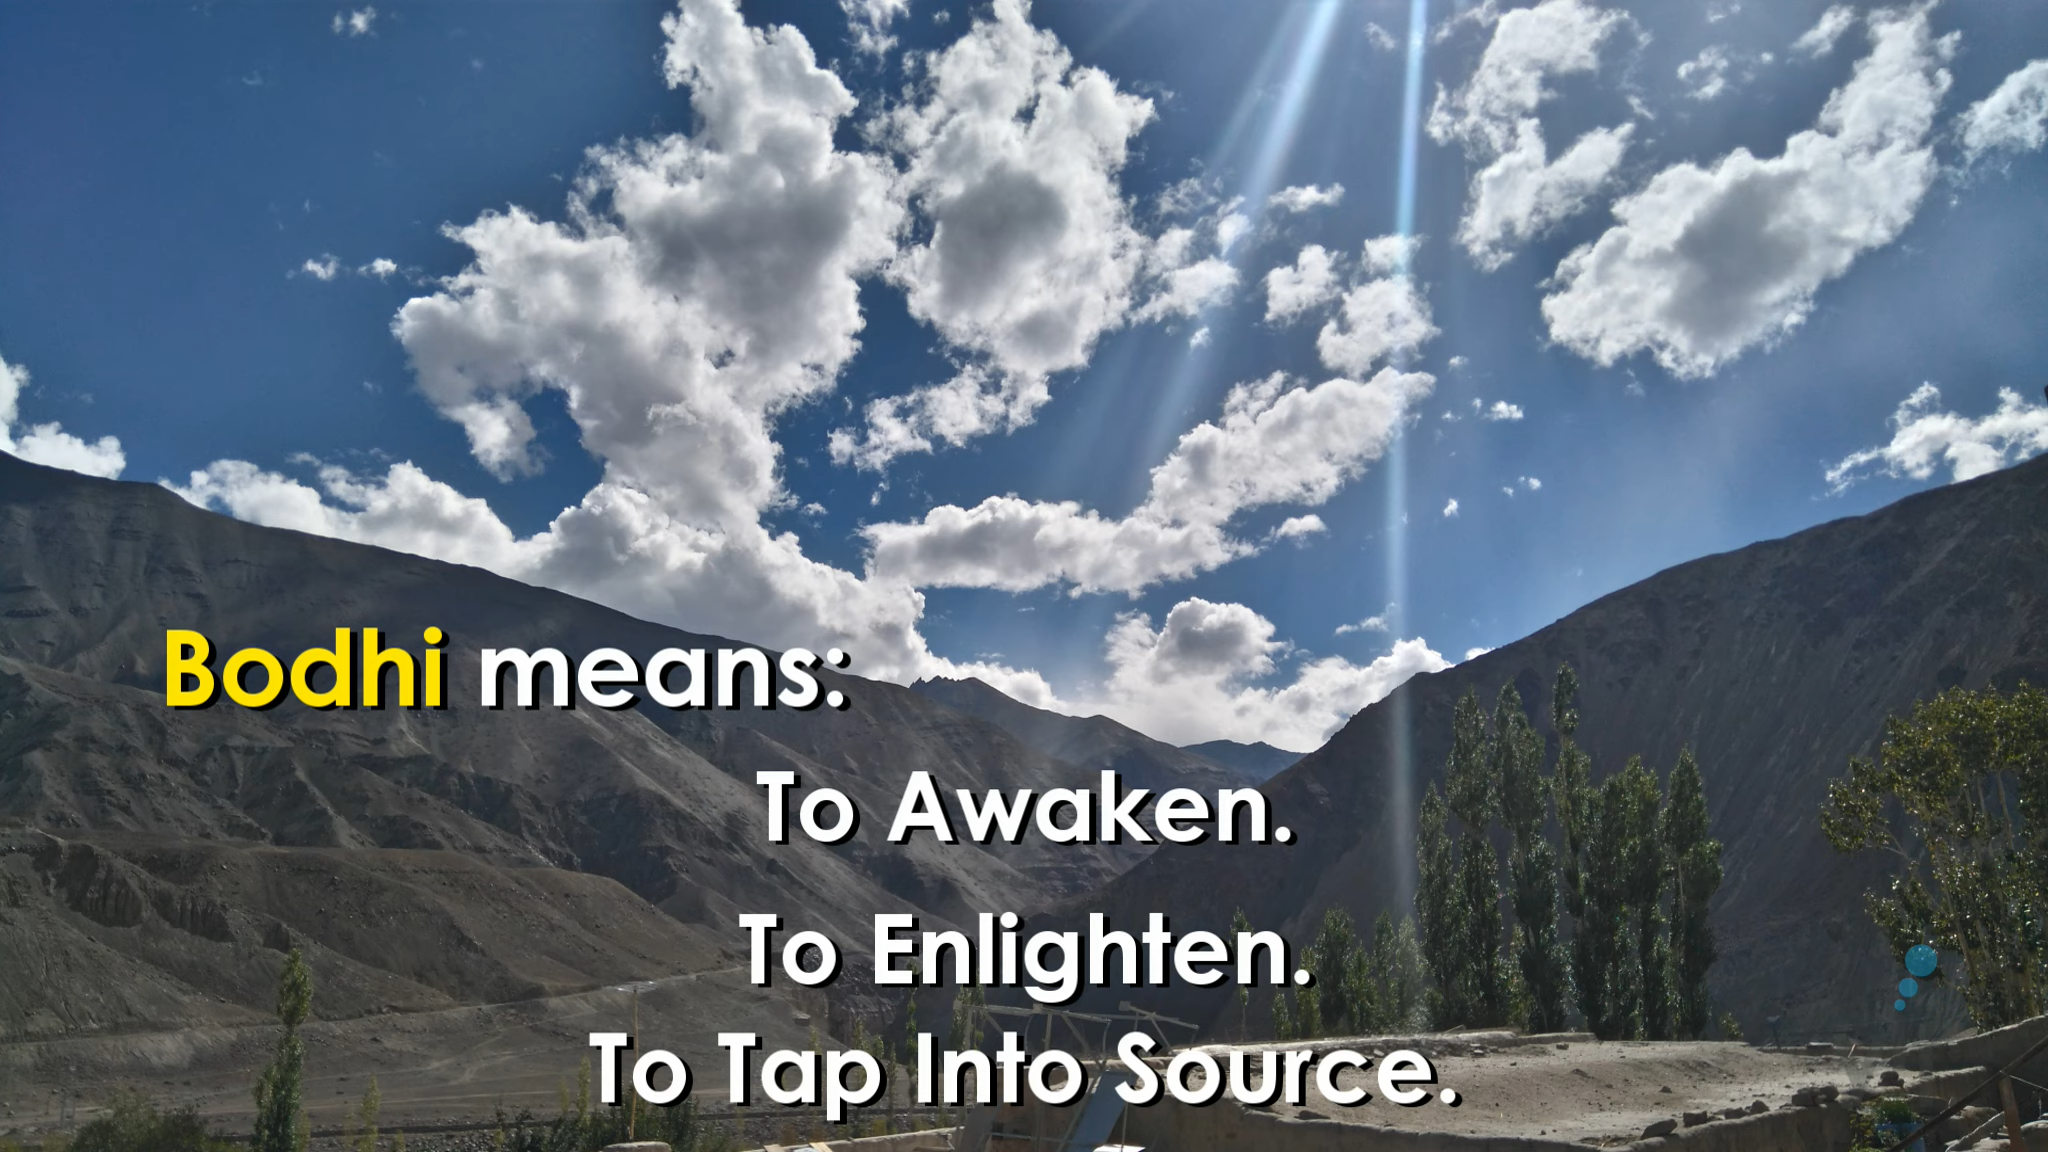 Bodhi means:
To Awaken.
To Enlighten.
To Tap Into Source.